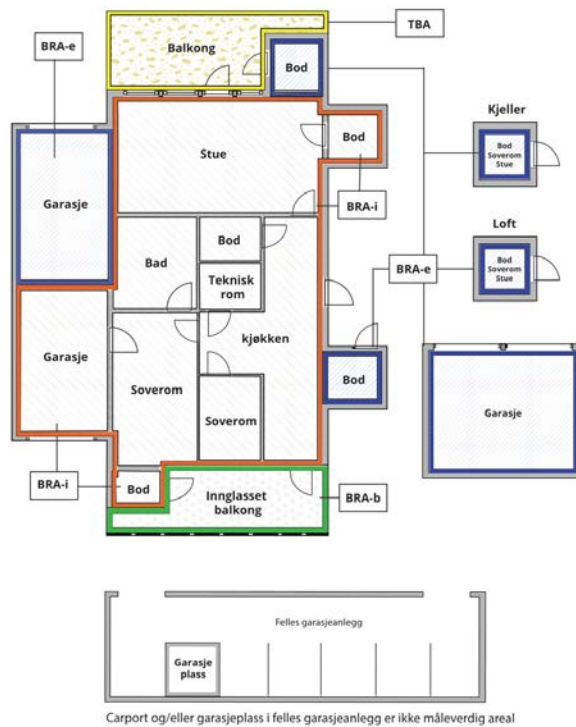 TBA
BRA-e
Balkong
Bod
Kjeller
Bod
Soverom
Stue
Bod
Stue
Garasje
BRA-i
Loft
Bod
Bad
Bod
Soverom
Stue
BRA-e
Teknisk
rom
Garasje
kjøkken
Bod
Soverom
Soverom
Garasje
BRA-i
Bod
Innglasset
balkong
BRA-b
Felles garasjeanlegg
Garasje
plass
Carport og/eller garasjeplass i felles garasjeanlegg er ikke måleverdig areal